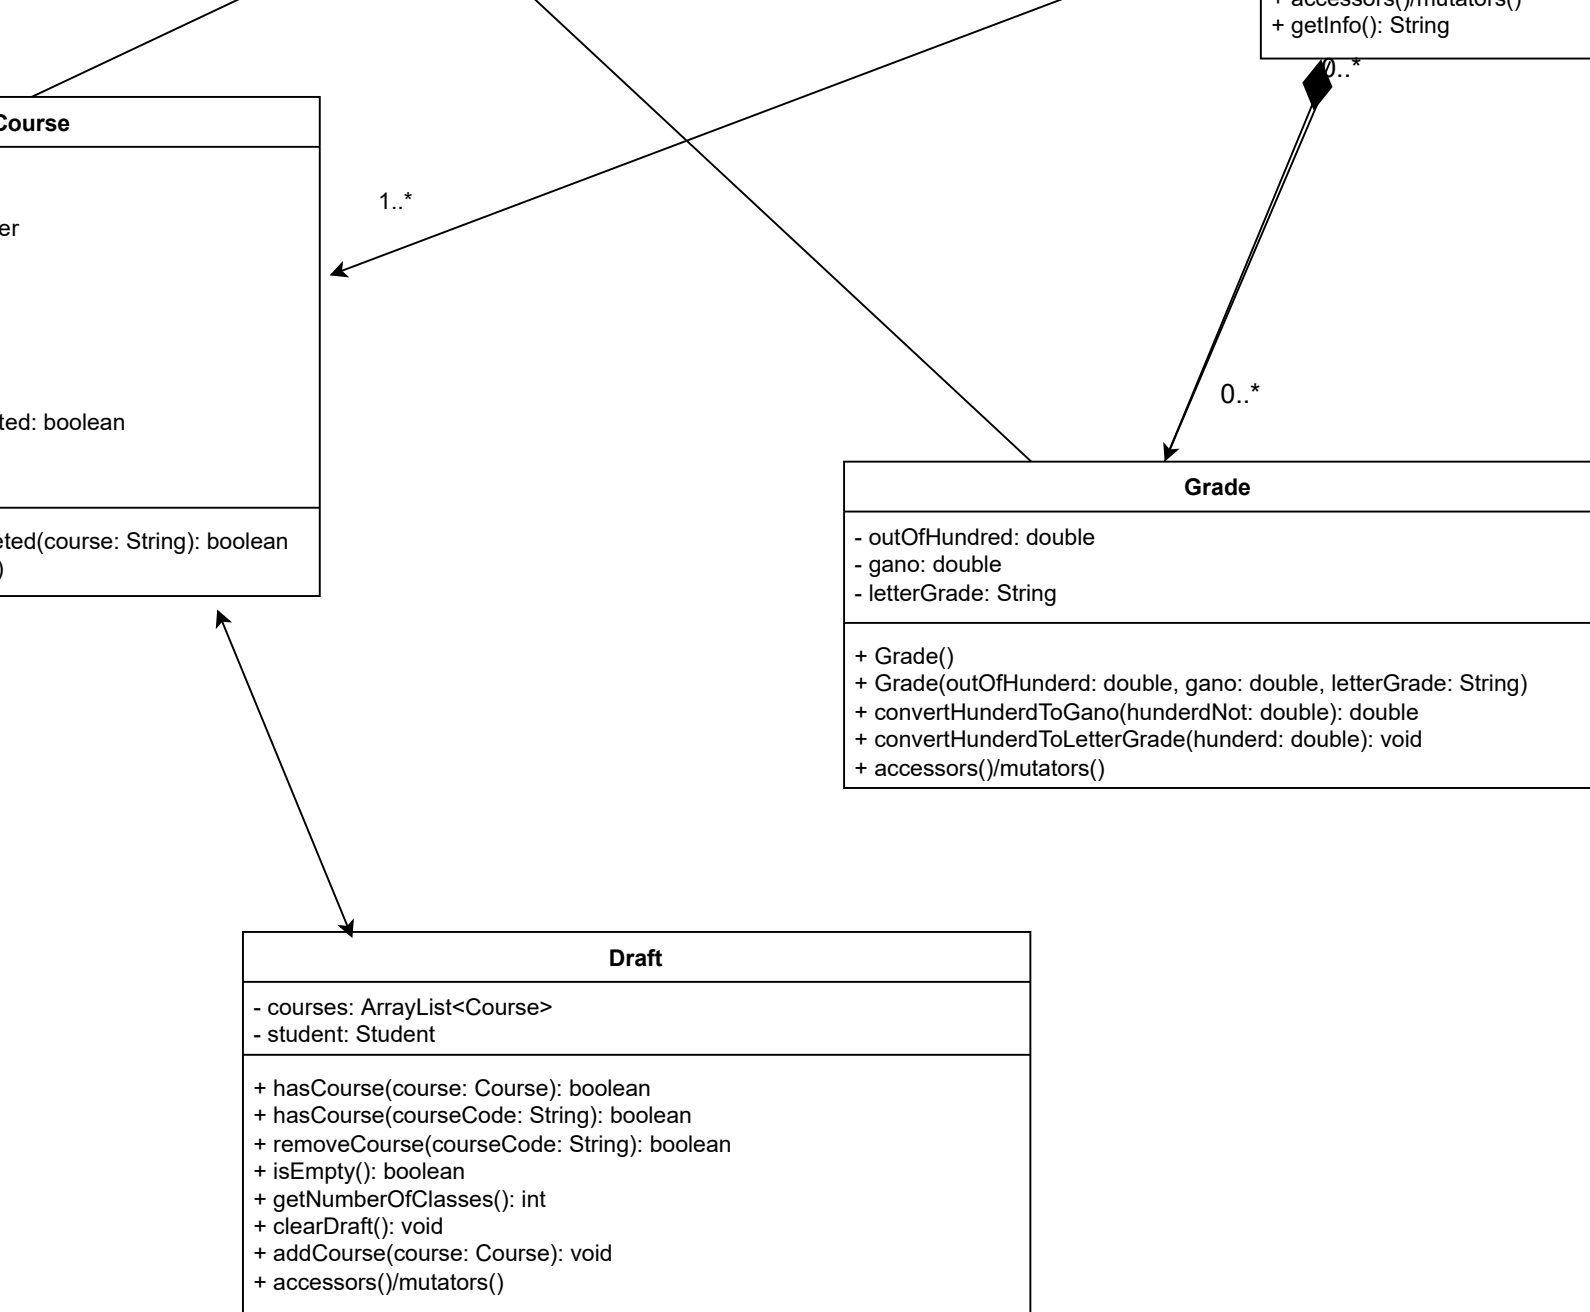 + accessors()/mutators()
+ getInfo(): String
0..*
Course
1..*
er
0..*
ted: boolean
eted(course: String): boolean
)
Grade
- outOfHundred: double
- gano: double
- letterGrade: String
+ Grade()
+ Grade(outOfHunderd: double, gano: double, letterGrade: String)
+ convertHunderdToGano(hunderdNot: double): double
+ convertHunderdToLetterGrade(hunderd: double): void
+ accessors()/mutators()
Draft
- courses: ArrayList<Course>
- student: Student
+ hasCourse(course: Course): boolean
+ hasCourse(courseCode: String): boolean
+ removeCourse(courseCode: String): boolean
+ isEmpty(): boolean
+ getNumberOfClasses(): int
+ clearDraft(): void
+ addCourse(course: Course): void
+ accessors()/mutators()